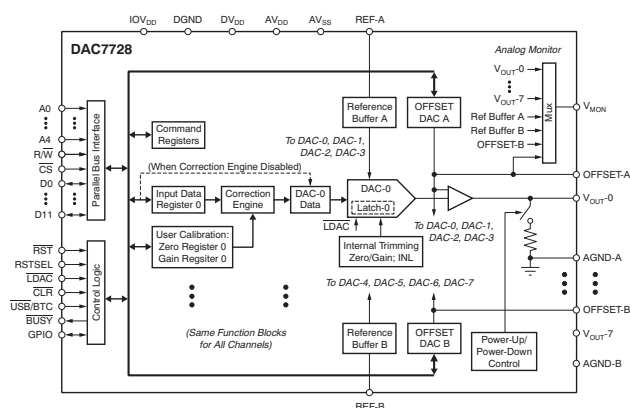 IOVDD DGND DVDD AVDD AVSS REF-A
DAC7728
Analog Monitor
VOUT-0
VOUT-7
Ref Buffer A
Ref Buffer B
OFFSET-B
Mux
VMON
A0
A4
R/W
CS
D0
D11
Parallel Bus Interface
Command
Registers
Reference
Buffer A
OFFSET
DAC A
To DAC-0, DAC-1,
DAC-2, DAC-3
(When Correction Engine Disabled)
Input Data
Register 0
Correction
Engine
DAC-0
Data
DAC-0
Latch-0
LDAC
OFFSET-A
VOUT-0
User Calibration:
Zero Register 0
Gain Regsiter 0
Internal Trimming
Zero/Gain; INL
To DAC-0, DAC-1,
DAC-2, DAC-3
AGND-A
RST
RSTSEL
LDAC
CLR
USB/BTC
BUSY
GPIO
Control Logic
To DAC-4, DAC-5, DAC-6, DAC-7
(Same Function Blocks
for All Channels)
Reference
Buffer B
OFFSET
DAC B
Power-Up/
Power-Down
Control
OFFSET-B
VOUT-7
AGND-B
REF-B